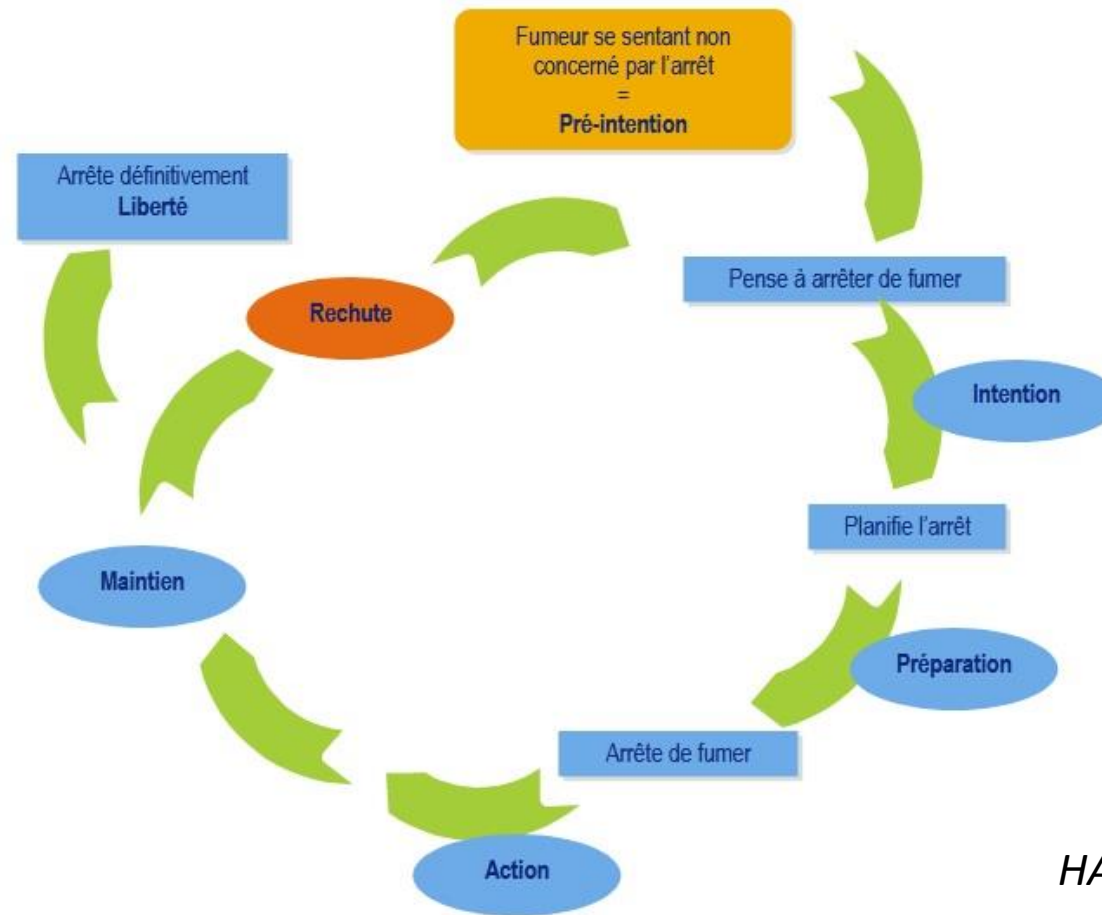 Fumeur se sentant non
concerné par l'arrêt
=
Pré-intention
Arrête définitivement
Liberté
Pense à arrêter de fumer
Rechute
Intention
Planifie l'arrêt
Maintien
Préparation
Arrête de fumer
Action
HA